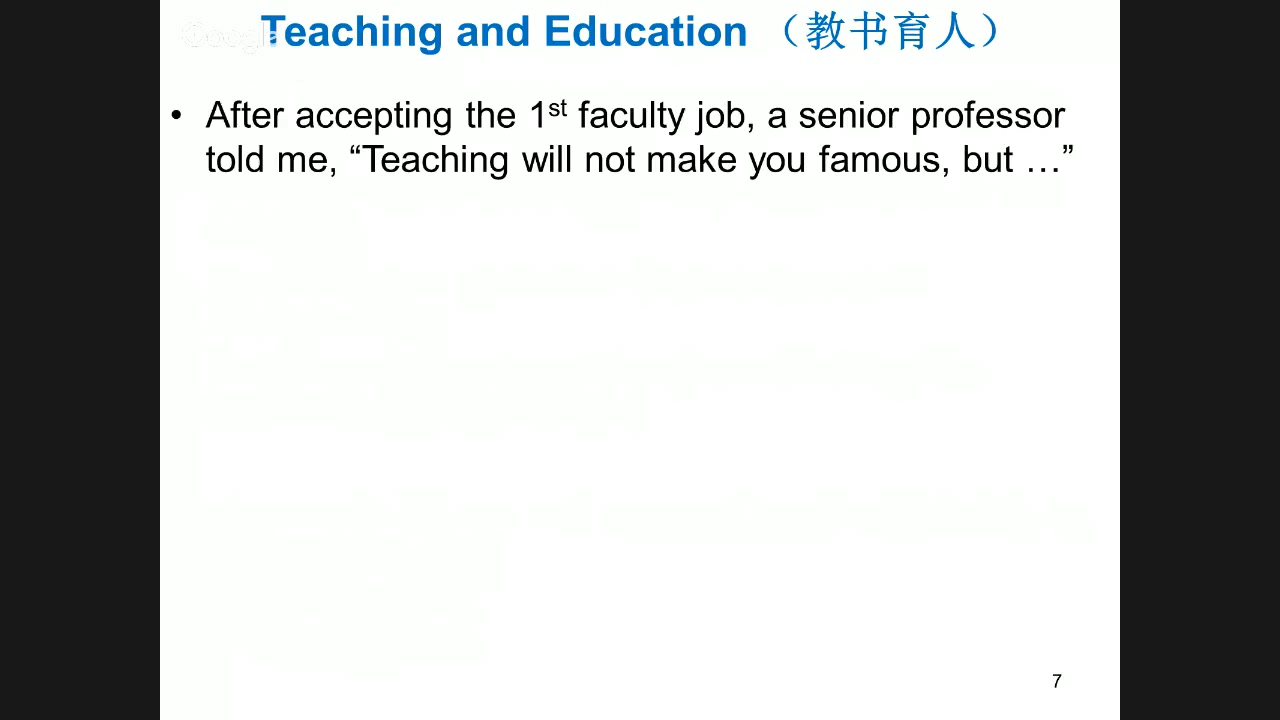 Google
Teaching and Education （教书育人）
• After accepting the 1st faculty job, a senior professor
told me, “Teaching will not make you famous, but …”
7